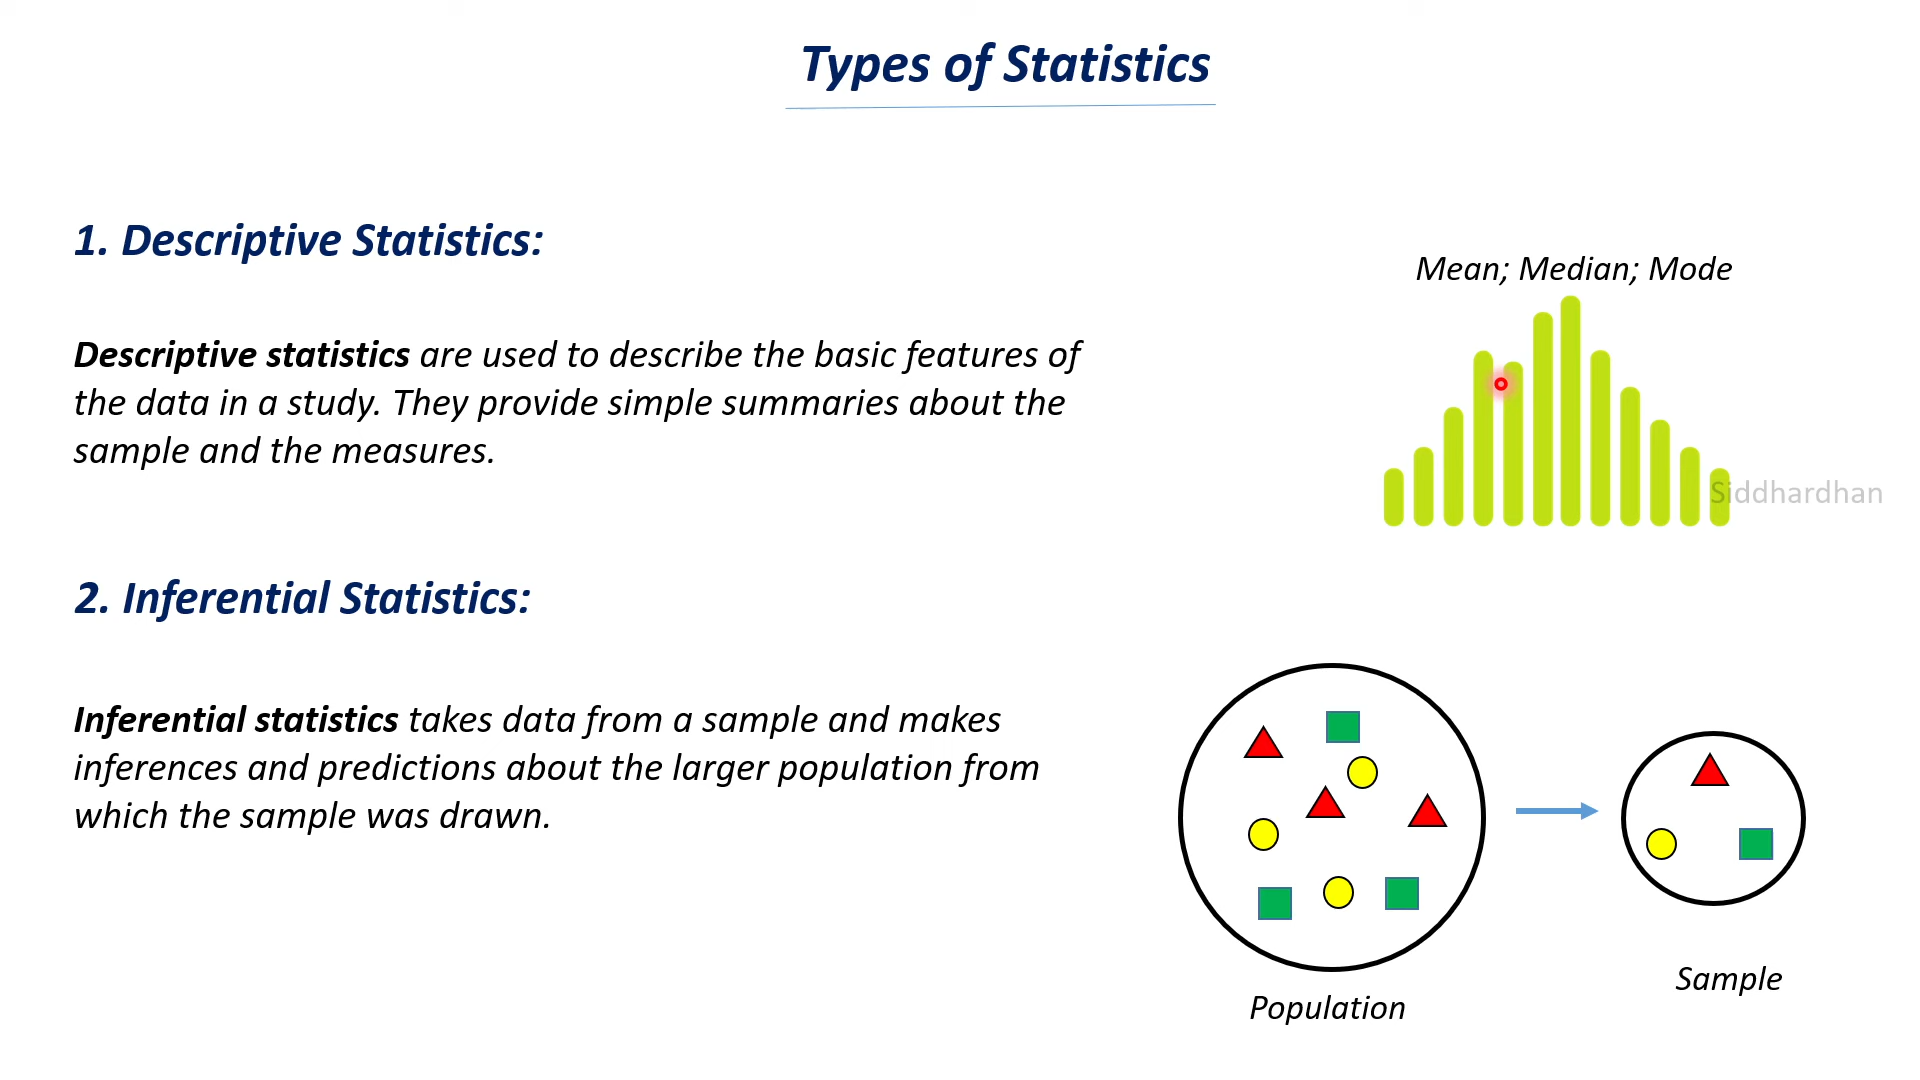 Types of Statistics
1. Descriptive Statistics:
Descriptive statistics are used to describe the basic features of
the data in a study. They provide simple summaries about the
sample and the measures.
Mean; Median; Mode
Siddhardhan
2. Inferential Statistics:
Inferential statistics takes data from a sample and makes
inferences and predictions about the larger population from
which the sample was drawn.
Population
Sample